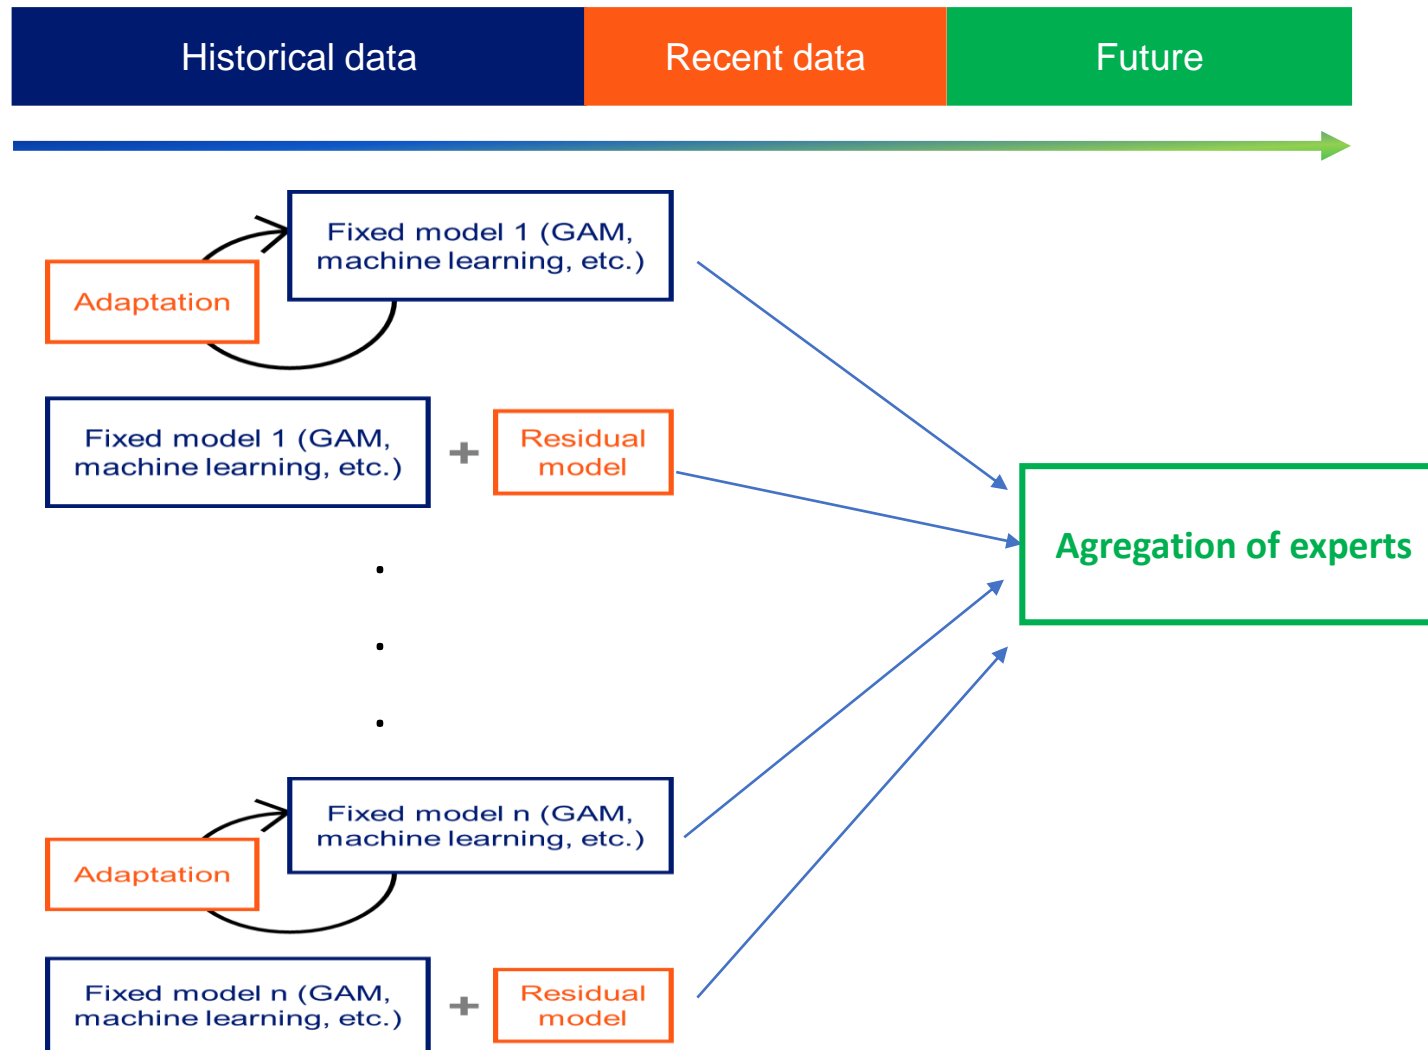 Historical data
Recent data
Future
Fixed model 1 (GAM,
machine learning, etc.)
Adaptation
Fixed model 1 (GAM,
machine learning, etc.)
+
Residual
model
Agregation of experts
.
.
.
Fixed model n (GAM,
machine learning, etc.)
Adaptation
Fixed model n (GAM,
machine learning, etc.)
+
Residual
model